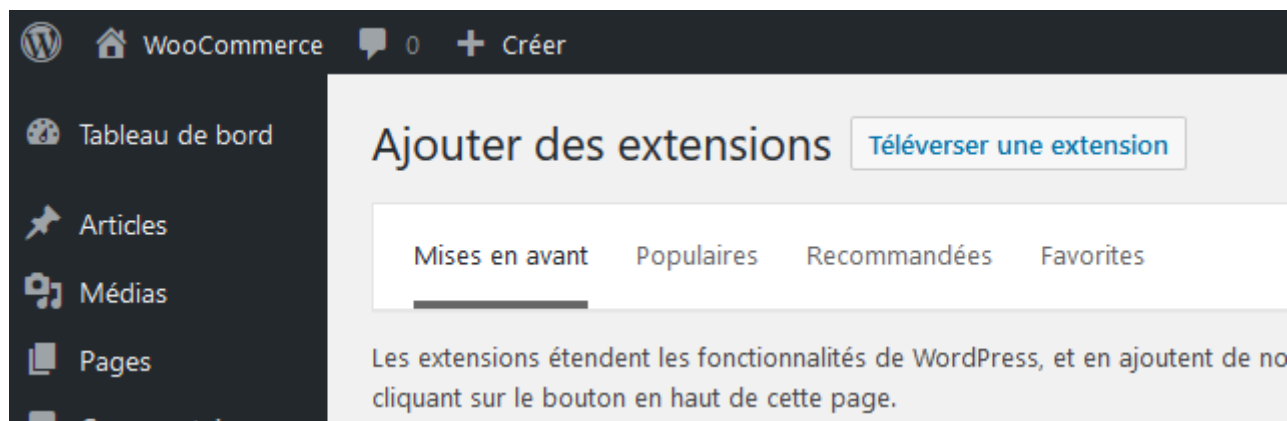 WooCommerce 0 + Créer
Tableau de bord
Ajouter des extensions Téléverser une extension
Articles
Mises en avant Populaires Recommandées Favorites
Médias
Pages
Les extensions étendent les fonctionnalités de WordPress, et en ajoutent de
cliquant sur le bouton en haut de cette page.